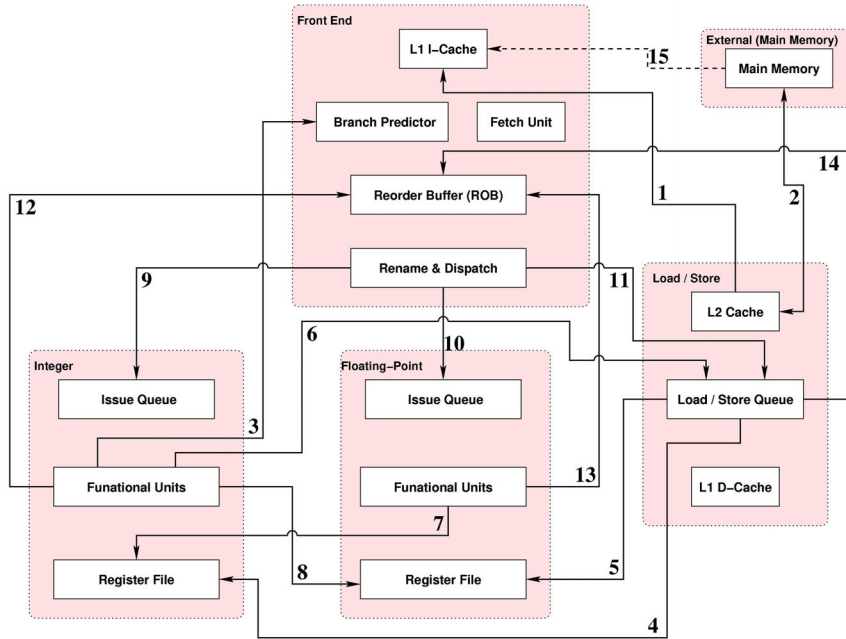 Front End
L1 I-Cache
External (Main Memory)
15
Main Memory
Branch Predictor
Fetch Unit
14
12
Reorder Buffer (ROB)
1
2
9
Rename & Dispatch
11
Load / Store
6
10
L2 Cache
Integer
Floating-Point
Issue Queue
Issue Queue
Load / Store Queue
3
Funational Units
Funational Units
13
L1 D-Cache
7
Register File
8
Register File
5
4